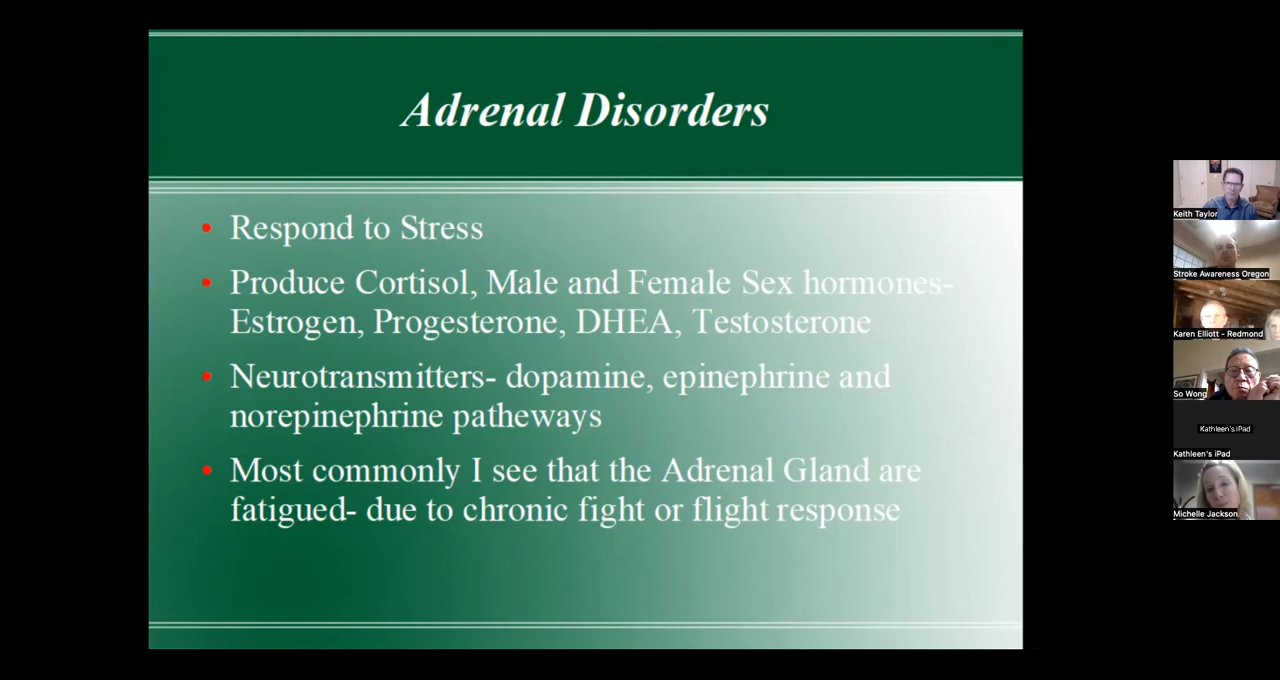 Adrenal Disorders
Respond to Stress
Produce Cortisol, Male and Female Sex hormones-
Estrogen, Progesterone, DHEA, Testosterone
Neurotransmitters- dopamine, epinephrine and
norepinephrine patheways
Most commonly I see that the Adrenal Gland are
fatigued- due to chronic fight or flight response
Keith Taylor
Stroke Awareness Oregon
Karen Elliott - Redmond
So Wong
Kathleen's iPad
Kathleen's iPad
Michelle Jackson